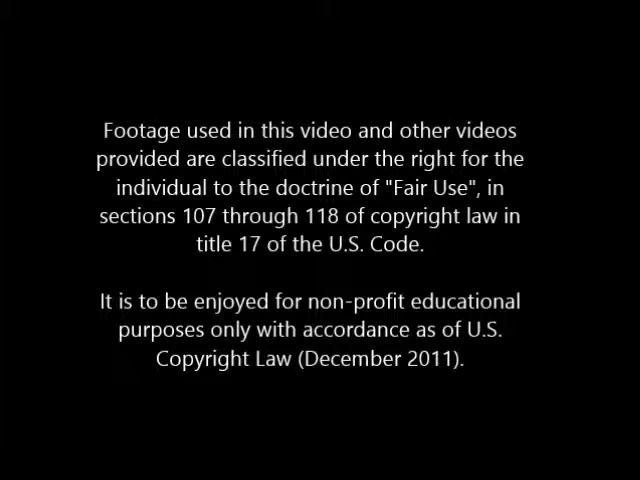 Footage used in this video and other videos
provided are classified under the right for the
individual to the doctrine of "Fair Use", in
sections 107 through 118 of copyright law in
title 17 of the U.S. Code.
It is to be enjoyed for non-profit educational
purposes only with accordance as of U.S.
Copyright Law (December 2011).